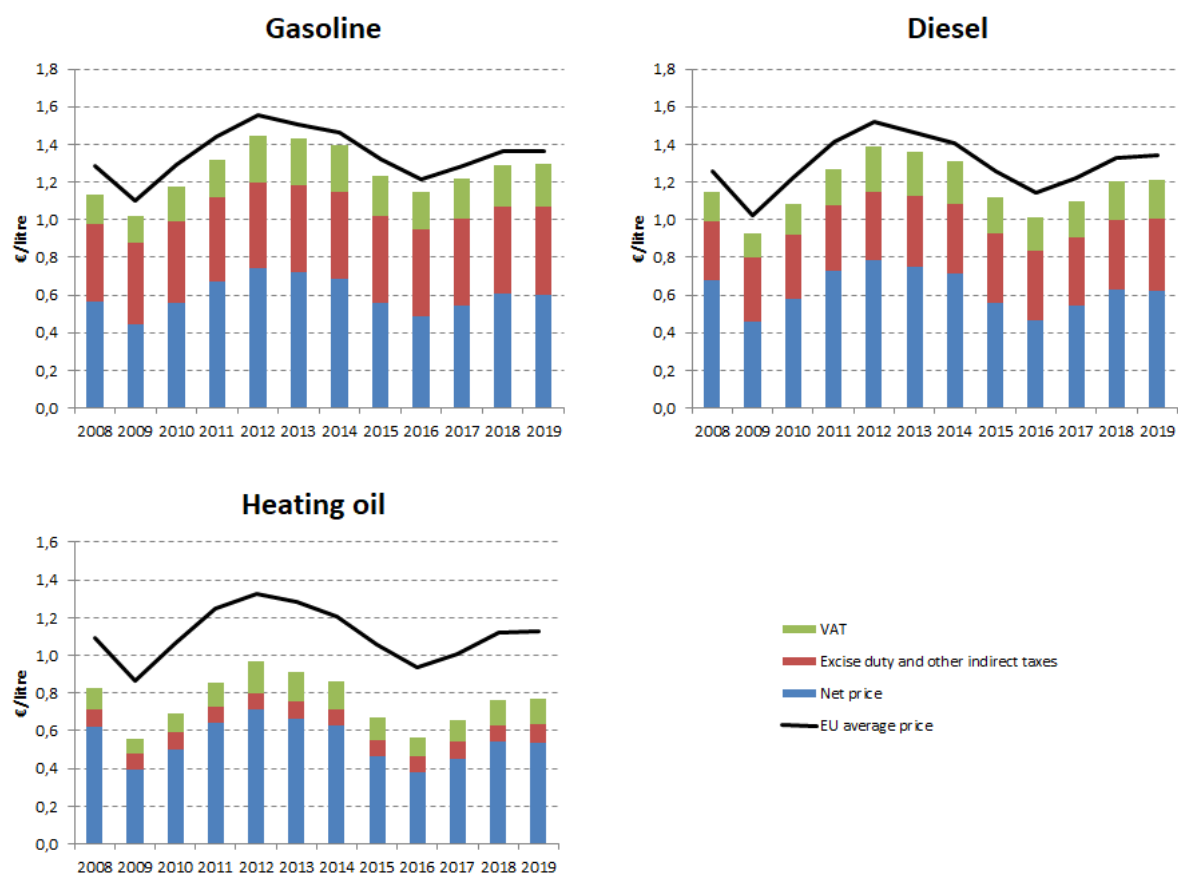 Gasoline
1,8
1,6
1,4
1,2
1,0
0,8
0,6
0,4
0,2
0,0
€/litre
2008 2009 2010 2011 2012 2013 2014 2015 2016 2017 2018 2019
Diesel
1,8
1,6
1,4
1,2
1,0
0,8
0,6
0,4
0,2
0,0
€/litre
2008 2009 2010 2011 2012 2013 2014 2015 2016 2017 2018 2019
Heating oil
1,6
1,4
1,2
1,0
0,8
0,6
0,4
0,2
0,0
€/litre
2008 2009 2010 2011 2012 2013 2014 2015 2016 2017 2018 2019
VAT
Excise duty and other indirect taxes
Net price
EU average price